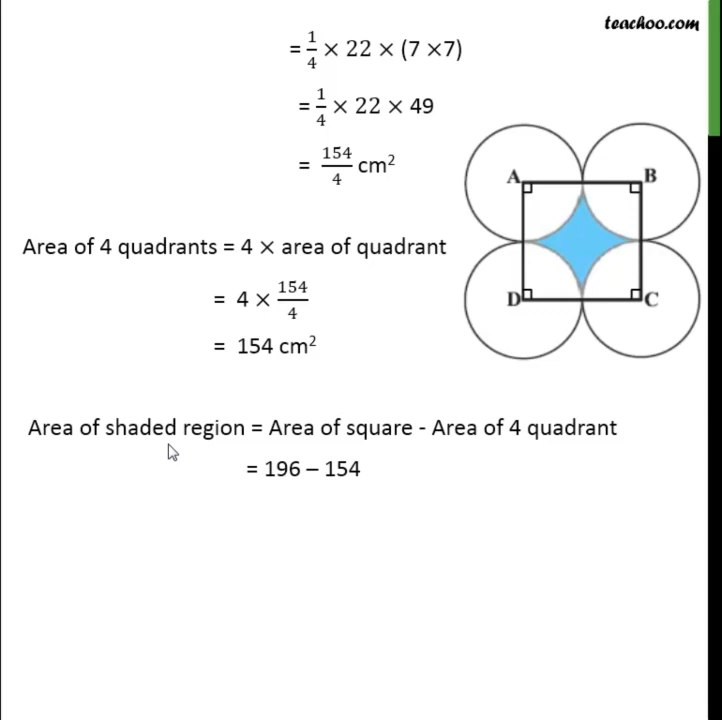 teachoo.com
= 1/4 × 22 × (7 ×7)
= 1/4 × 22 × 49
= 154/4 cm²
A B
D C
Area of 4 quadrants = 4 × area of quadrant
= 4 × 154/4
= 154 cm²
Area of shaded region = Area of square - Area of 4 quadrant
= 196 – 154